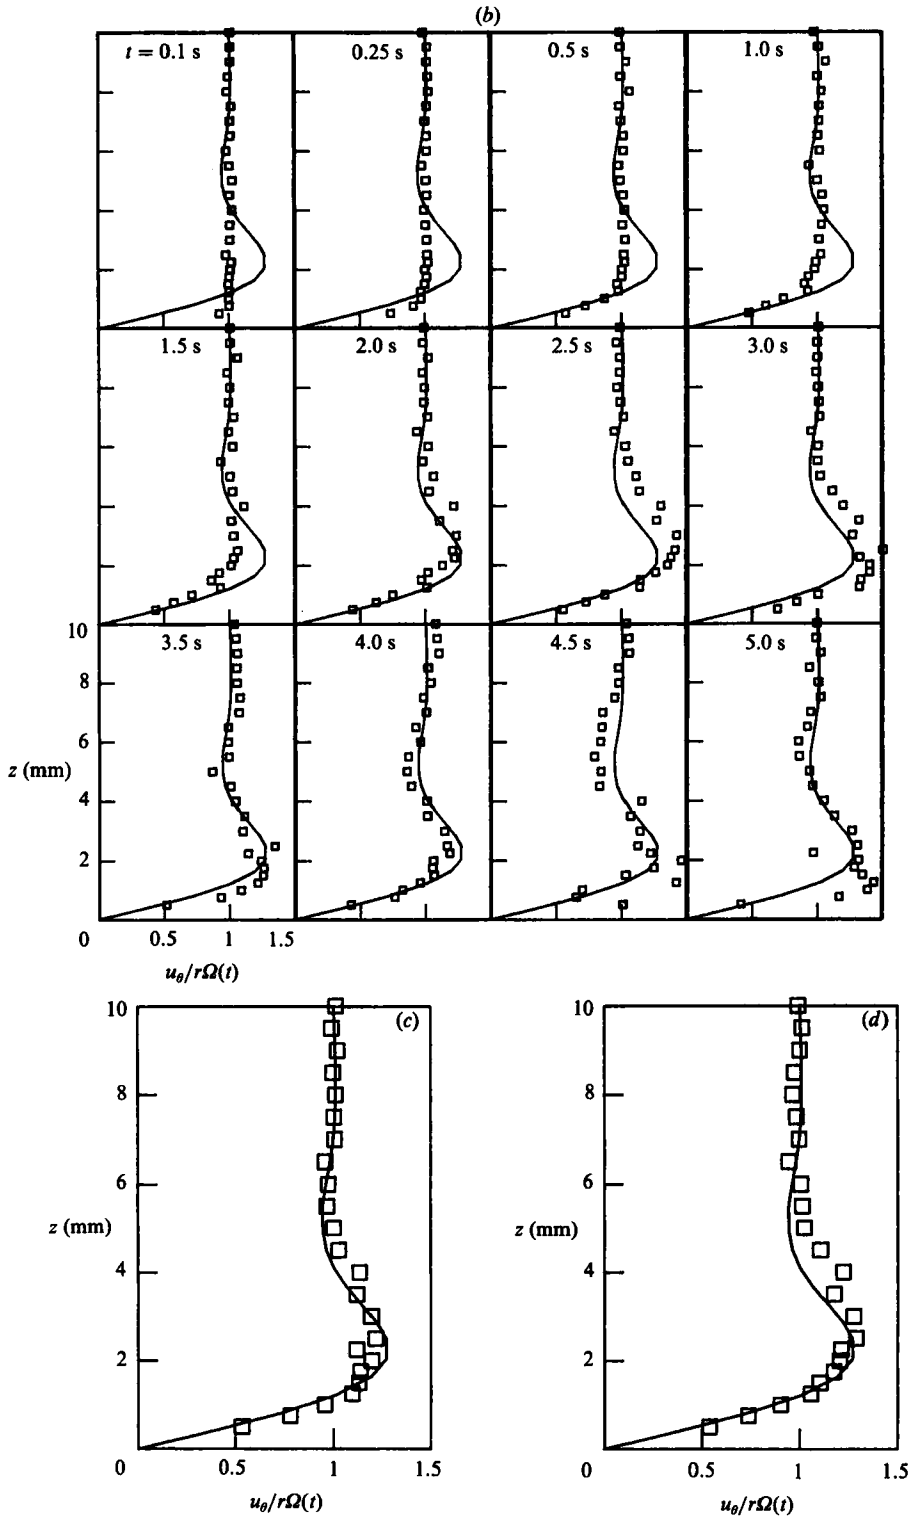 (b)
t = 0.1 s 0.25 s 0.5 s 1.0 s
1.5 s 2.0 s 2.5 s 3.0 s
10 3.5 s 4.0 s 4.5 s 5.0 s
8
6
z (mm)
4
2
0 0.5 1 1.5
uθ/rΩ(t)
10 (c)
8
6
z (mm)
4
2
0 0.5 1 1.5
uθ/rΩ(t)
10 (d)
8
6
z (mm)
4
2
0 0.5 1 1.5
uθ/rΩ(t)